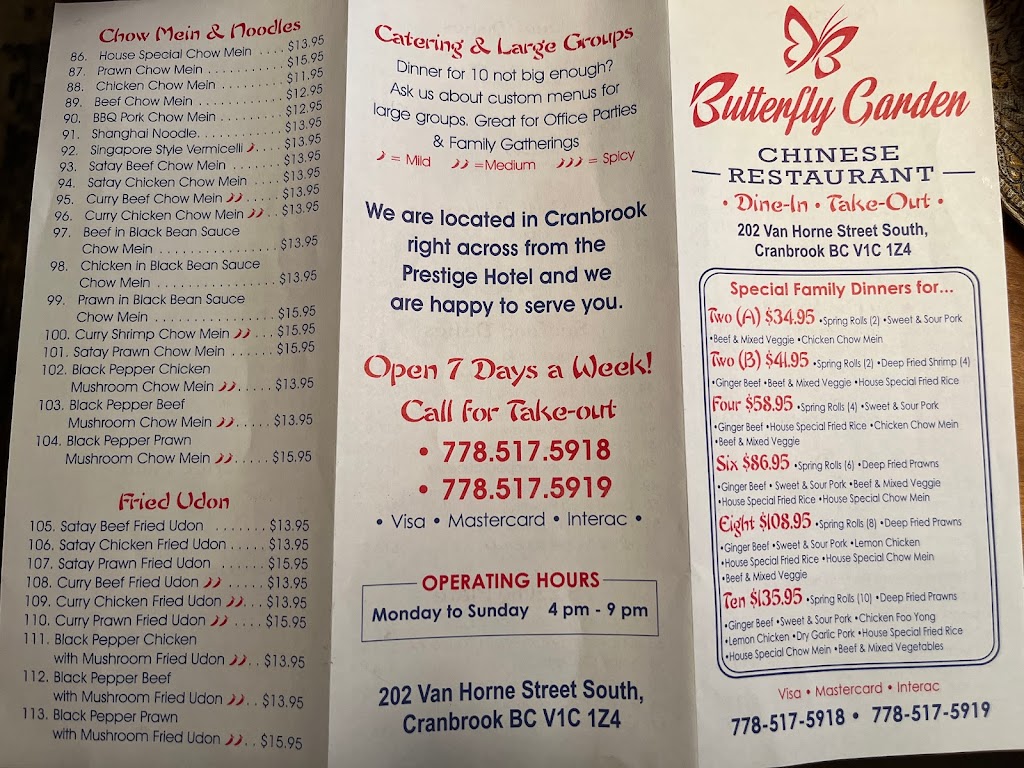 Chow Mein & Noodles
86. House Special Chow Mein .... $13.95
87. Prawn Chow Mein ........... $15.95
88. Chicken Chow Mein ......... $11.95
89. Beef Chow Mein ............ $12.95
90. BBQ Pork Chow Mein ........ $12.95
91. Shanghai Noodle............ $13.95
92. Singapore Style Vermicelli .... $13.95
93. Satay Beef Chow Mein ...... $13.95
94. Satay Chicken Chow Mein ... $13.95
95. Curry Beef Chow Mein ..... $13.95
96. Curry Chicken Chow Mein .. $13.95
97. Beef in Black Bean Sauce
Chow Mein ................ $13.95
98. Chicken in Black Bean Sauce
Chow Mein ................ $13.95
99. Prawn in Black Bean Sauce
Chow Mein ................ $15.95
100. Curry Shrimp Chow Mein ... $15.95
101. Satay Prawn Chow Mein ...... $15.95
102. Black Pepper Chicken
Mushroom Chow Mein ..... $13.95
103. Black Pepper Beef
Mushroom Chow Mein ..... $13.95
104. Black Pepper Prawn
Mushroom Chow Mein ..... $15.95
Fried Udon
105. Satay Beef Fried Udon ....... $13.95
106. Satay Chicken Fried Udon ..... $13.95
107. Satay Prawn Fried Udon ...... $15.95
108. Curry Beef Fried Udon ..... $13.95
109. Curry Chicken Fried Udon .. $13.95
110. Curry Prawn Fried Udon .... $15.95
111. Black Pepper Chicken
with Mushroom Fried Udon .. $13.95
112. Black Pepper Beef
with Mushroom Fried Udon .. $13.95
113. Black Pepper Prawn
with Mushroom Fried Udon .. $15.95
Catering & Large Groups
Dinner for 10 not big enough?
Ask us about custom menus for
large groups. Great for Office Parties
& Family Gatherings
= Mild =Medium = Spicy
We are located in Cranbrook
right across from the
Prestige Hotel and we
are happy to serve you.
Open 7 Days a Week!
Call for Take-out
• 778.517.5918
• 778.517.5919
• Visa • Mastercard • Interac •
OPERATING HOURS
Monday to Sunday 4 pm - 9 pm
202 Van Horne Street South,
Cranbrook BC V1C 1Z4
Butterfly Garden
CHINESE
RESTAURANT
• Dine-In • Take-Out •
202 Van Horne Street South,
Cranbrook BC V1C 1Z4
Special Family Dinners for...
Two (A) $34.95 •Spring Rolls (2) •Sweet & Sour Pork
•Beef & Mixed Veggie •Chicken Chow Mein
Two (B) $41.95 •Spring Rolls (2) •Deep Fried Shrimp (4)
•Ginger Beef •Beef & Mixed Veggie •House Special Fried Rice
Four $58.95 •Spring Rolls (4) •Sweet & Sour Pork
•Ginger Beef •House Special Fried Rice •Chicken Chow Mein
•Beef & Mixed Veggie
Six $86.95 •Spring Rolls (6) •Deep Fried Prawns
•Ginger Beef • Sweet & Sour Pork •Beef & Mixed Veggie
•House Special Fried Rice •House Special Chow Mein
Eight $108.95 •Spring Rolls (8) •Deep Fried Prawns
•Ginger Beef •Sweet & Sour Pork •Lemon Chicken
•House Special Fried Rice •House Special Chow Mein
•Beef & Mixed Veggie
Ten $135.95 •Spring Rolls (10) •Deep Fried Prawns
•Ginger Beef •Sweet & Sour Pork •Chicken Foo Yong
•Lemon Chicken •Dry Garlic Pork •House Special Fried Rice
•House Special Chow Mein •Beef & Mixed Vegetables
Visa • Mastercard • Interac
778-517-5918 • 778-517-5919